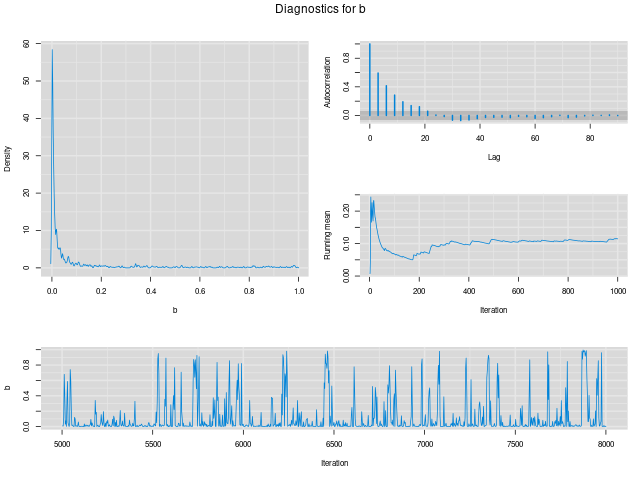 Diagnostics for b
Density
0 10 20 30 40 50 60
0.0 0.2 0.4 0.6 0.8 1.0
b
Autocorrelation
0.0 0.4 0.8
0 20 40 60 80
Lag
Running mean
0.00 0.10 0.20
0 200 400 600 800 1000
Iteration
b
0.0 0.4 0.8
5000 5500 6000 6500 7000 7500 8000
Iteration